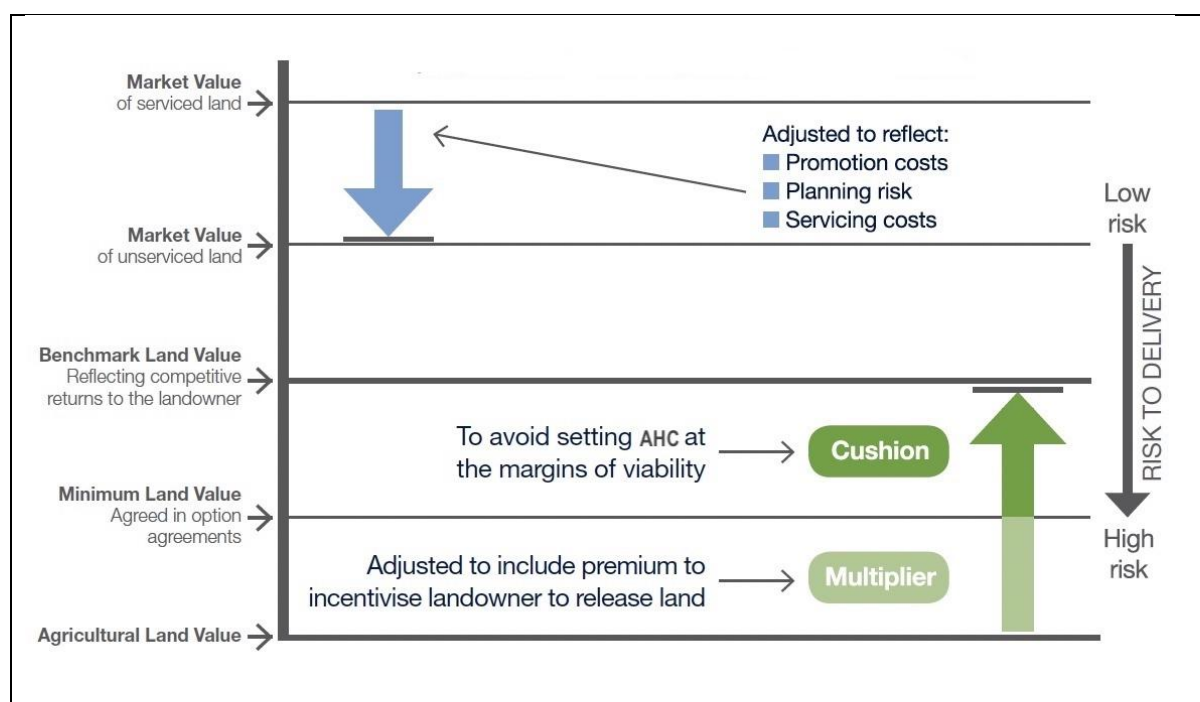 Market Value
of serviced land
Adjusted to reflect:
Promotion costs
Planning risk
Servicing costs
Low
risk
Market Value
of unserviced land
RISK TO DELIVERY
Benchmark Land Value
Reflecting competitive
returns to the landowner
To avoid setting AHC at
the margins of viability
Cushion
Minimum Land Value
Agreed in option
agreements
High
risk
Adjusted to include premium to
incentivise landowner to release land
Multiplier
Agricultural Land Value